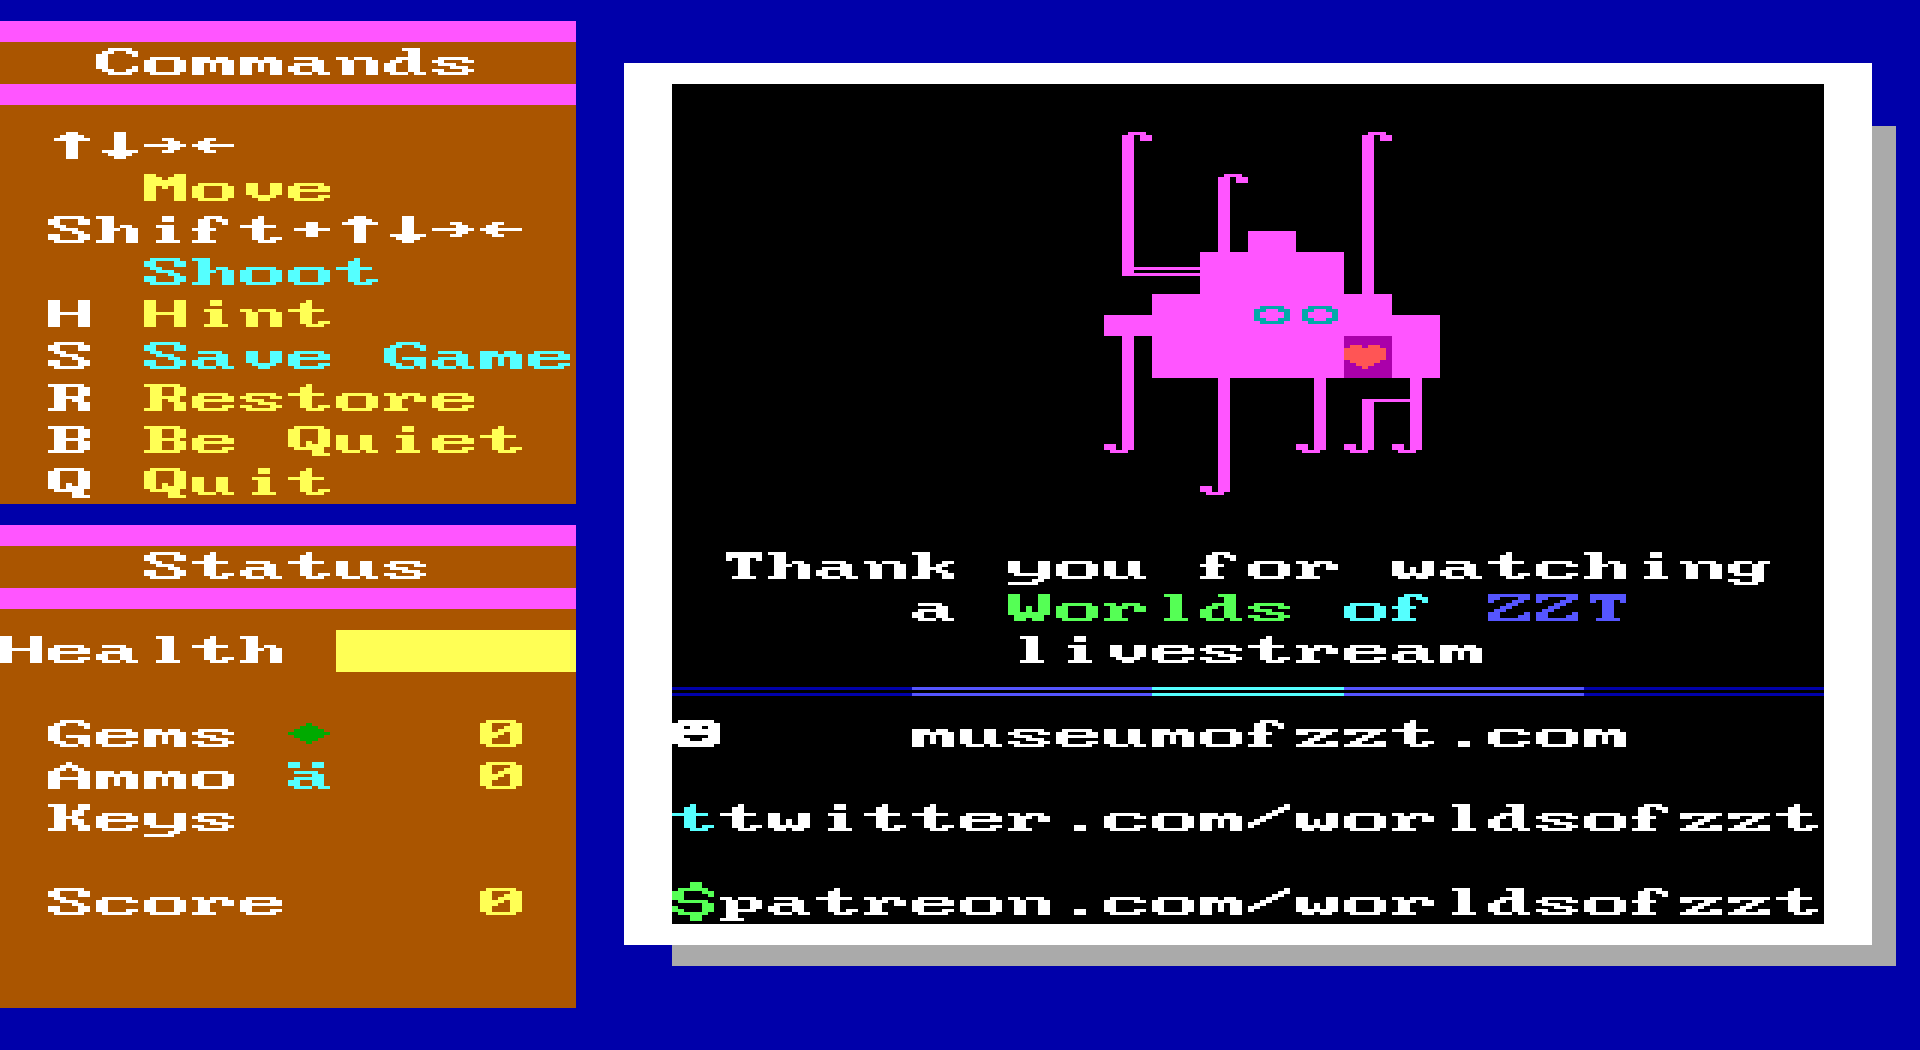 Commands
↑↓→←
Move
Shift+↑↓→←
Shoot
H Hint
S Save Game
R Restore
B Be Quiet
Q Quit
Status
Health
Gems ♦ 0
Ammo ä 0
Keys
Score 0
Thank you for watching
a Worlds of ZZT
livestream
☻ museumofzzt.com
t twitter.com/worldsofzzt
$ patreon.com/worldsofzzt